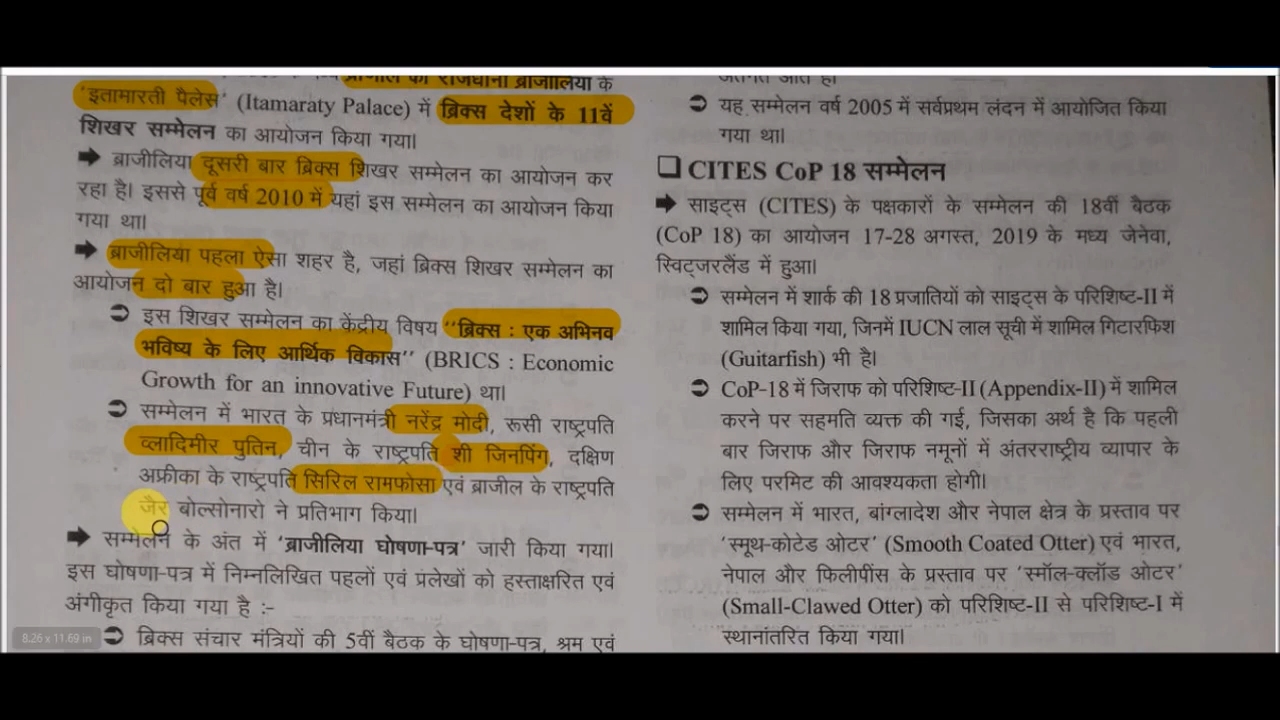 ब्राजील की राजधानी ब्राजीलिया के
'इतामारती पैलेस' (Itamaraty Palace) में ब्रिक्स देशों के 11वें
शिखर सम्मेलन का आयोजन किया गया।
➡ ब्राजीलिया दूसरी बार ब्रिक्स शिखर सम्मेलन का आयोजन कर
रहा है। इससे पूर्व वर्ष 2010 में यहां इस सम्मेलन का आयोजन किया
गया था।
➡ ब्राजीलिया पहला ऐसा शहर है, जहां ब्रिक्स शिखर सम्मेलन का
आयोजन दो बार हुआ है।
➲ इस शिखर सम्मेलन का केंद्रीय विषय "ब्रिक्स : एक अभिनव
भविष्य के लिए आर्थिक विकास" (BRICS : Economic
Growth for an innovative Future) था।
➲ सम्मेलन में भारत के प्रधानमंत्री नरेंद्र मोदी, रूसी राष्ट्रपति
व्लादिमीर पुतिन, चीन के राष्ट्रपति शी जिनपिंग, दक्षिण
अफ्रीका के राष्ट्रपति सिरिल रामफोसा एवं ब्राजील के राष्ट्रपति
जैर बोल्सोनारो ने प्रतिभाग किया।
➡ सम्मेलन के अंत में 'ब्राजीलिया घोषणा-पत्र' जारी किया गया।
इस घोषणा-पत्र में निम्नलिखित पहलों एवं प्रलेखों को हस्ताक्षरित एवं
अंगीकृत किया गया है :-
➲ ब्रिक्स संचार मंत्रियों की 5वीं बैठक के घोषणा-पत्र, श्रम एवं
8.26 x 11.69 in
अंतर्गत आते हैं।
➲ यह सम्मेलन वर्ष 2005 में सर्वप्रथम लंदन में आयोजित किया
गया था।
❑ CITES CoP 18 सम्मेलन
➡ साइट्स (CITES) के पक्षकारों के सम्मेलन की 18वीं बैठक
(CoP 18) का आयोजन 17-28 अगस्त, 2019 के मध्य जेनेवा,
स्विट्जरलैंड में हुआ।
➲ सम्मेलन में शार्क की 18 प्रजातियों को साइट्स के परिशिष्ट-II में
शामिल किया गया, जिनमें IUCN लाल सूची में शामिल गिटारफिश
(Guitarfish) भी है।
➲ CoP-18 में जिराफ को परिशिष्ट-II (Appendix-II) में शामिल
करने पर सहमति व्यक्त की गई, जिसका अर्थ है कि पहली
बार जिराफ और जिराफ नमूनों में अंतरराष्ट्रीय व्यापार के
लिए परमिट की आवश्यकता होगी।
➲ सम्मेलन में भारत, बांग्लादेश और नेपाल क्षेत्र के प्रस्ताव पर
'स्मूथ-कोटेड ओटर' (Smooth Coated Otter) एवं भारत,
नेपाल और फिलीपींस के प्रस्ताव पर 'स्मॉल-क्लॉड ओटर'
(Small-Clawed Otter) को परिशिष्ट-II से परिशिष्ट-I में
स्थानांतरित किया गया।